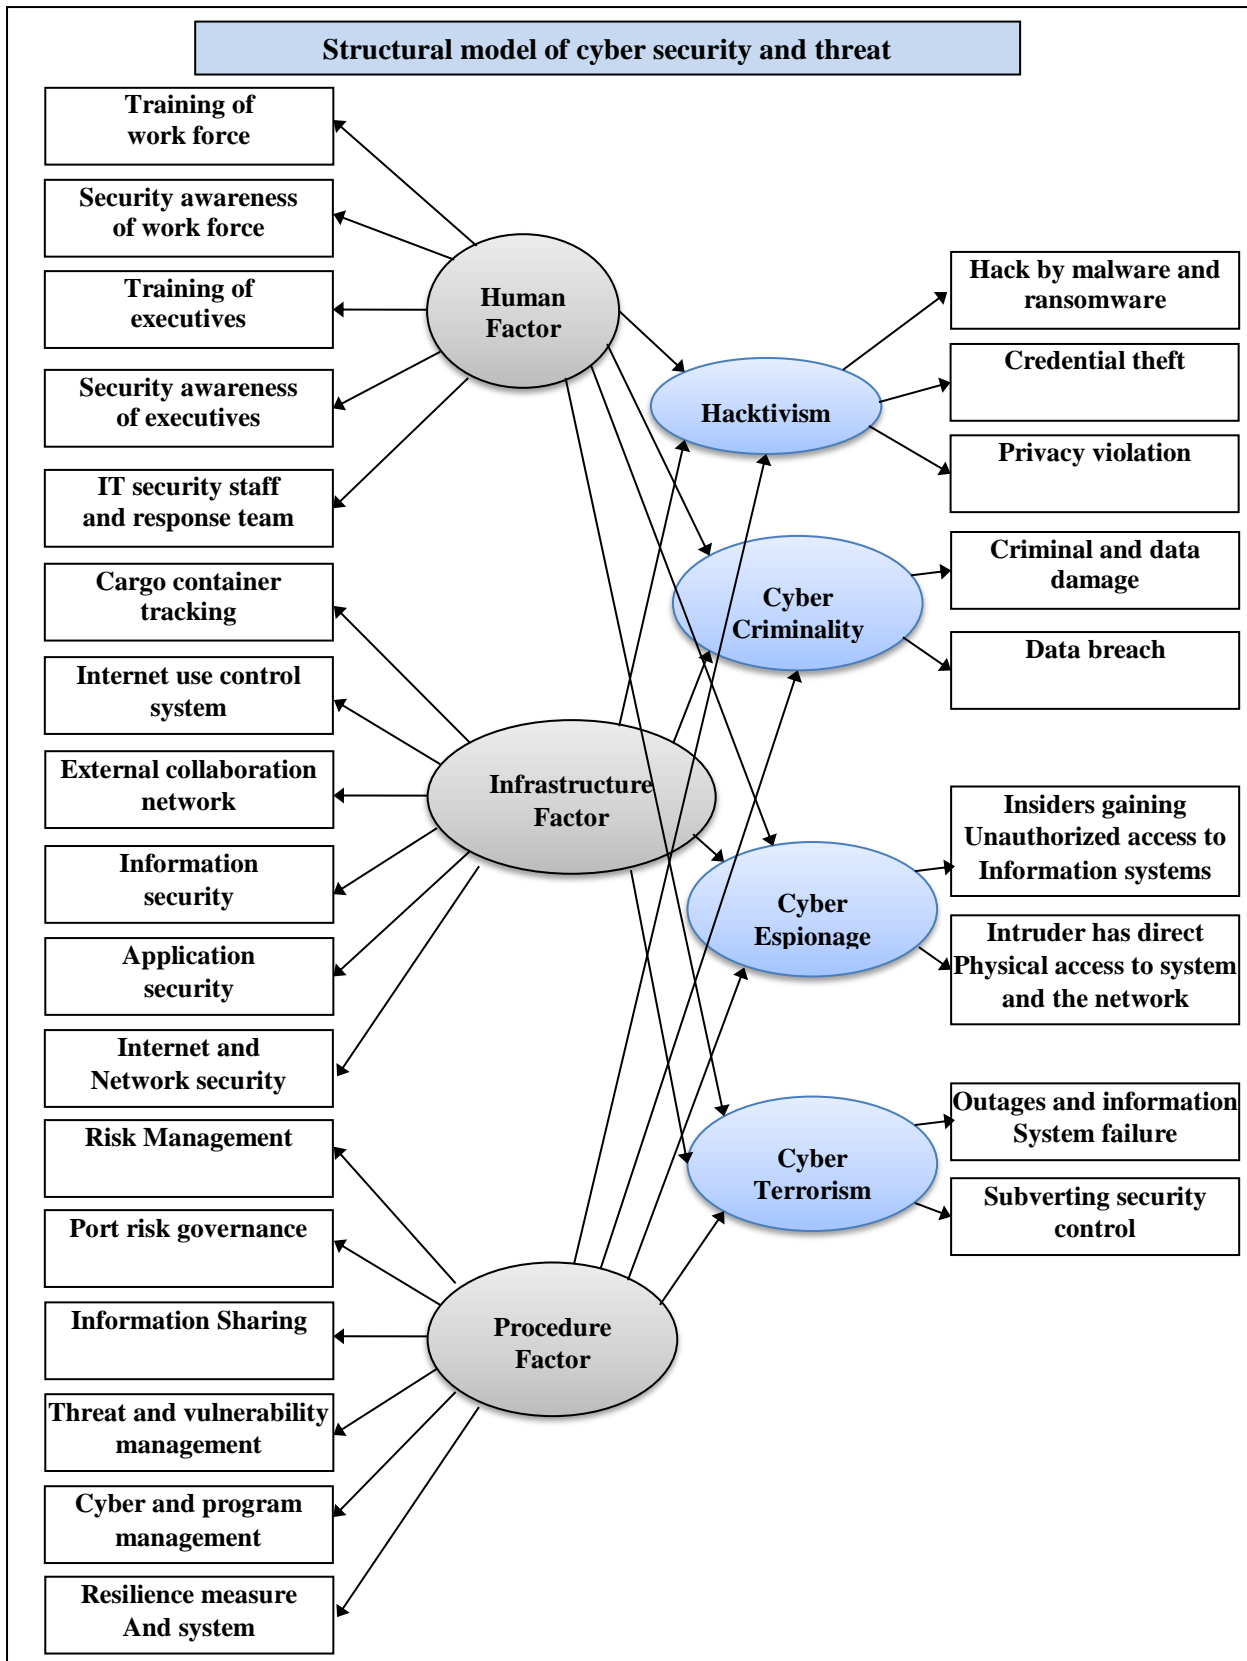 Structural model of cyber security and threat
Training of
work force
Security awareness
of work force
Training of
executives
Security awareness
of executives
IT security staff
and response team
Cargo container
tracking
Internet use control
system
External collaboration
network
Information
security
Application
security
Internet and
Network security
Risk Management
Port risk governance
Information Sharing
Threat and vulnerability
management
Cyber and program
management
Resilience measure
And system
Human
Factor
Infrastructure
Factor
Procedure
Factor
Hacktivism
Cyber
Criminality
Cyber
Espionage
Cyber
Terrorism
Hack by malware and
ransomware
Credential theft
Privacy violation
Criminal and data
damage
Data breach
Insiders gaining
Unauthorized access to
Information systems
Intruder has direct
Physical access to system
and the network
Outages and information
System failure
Subverting security
control